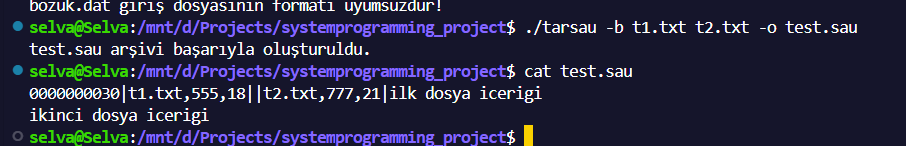 bozuk.dat giriş dosyasının formatı uyumsuzdur!
selva@Selva:/mnt/d/Projects/systemprogramming_project$ ./tarsau -b t1.txt t2.txt -o test.sau
test.sau arşivi başarıyla oluşturuldu.
selva@Selva:/mnt/d/Projects/systemprogramming_project$ cat test.sau
0000000030|t1.txt,555,18||t2.txt,777,21|ilk dosya icerigi
ikinci dosya icerigi
selva@Selva:/mnt/d/Projects/systemprogramming_project$